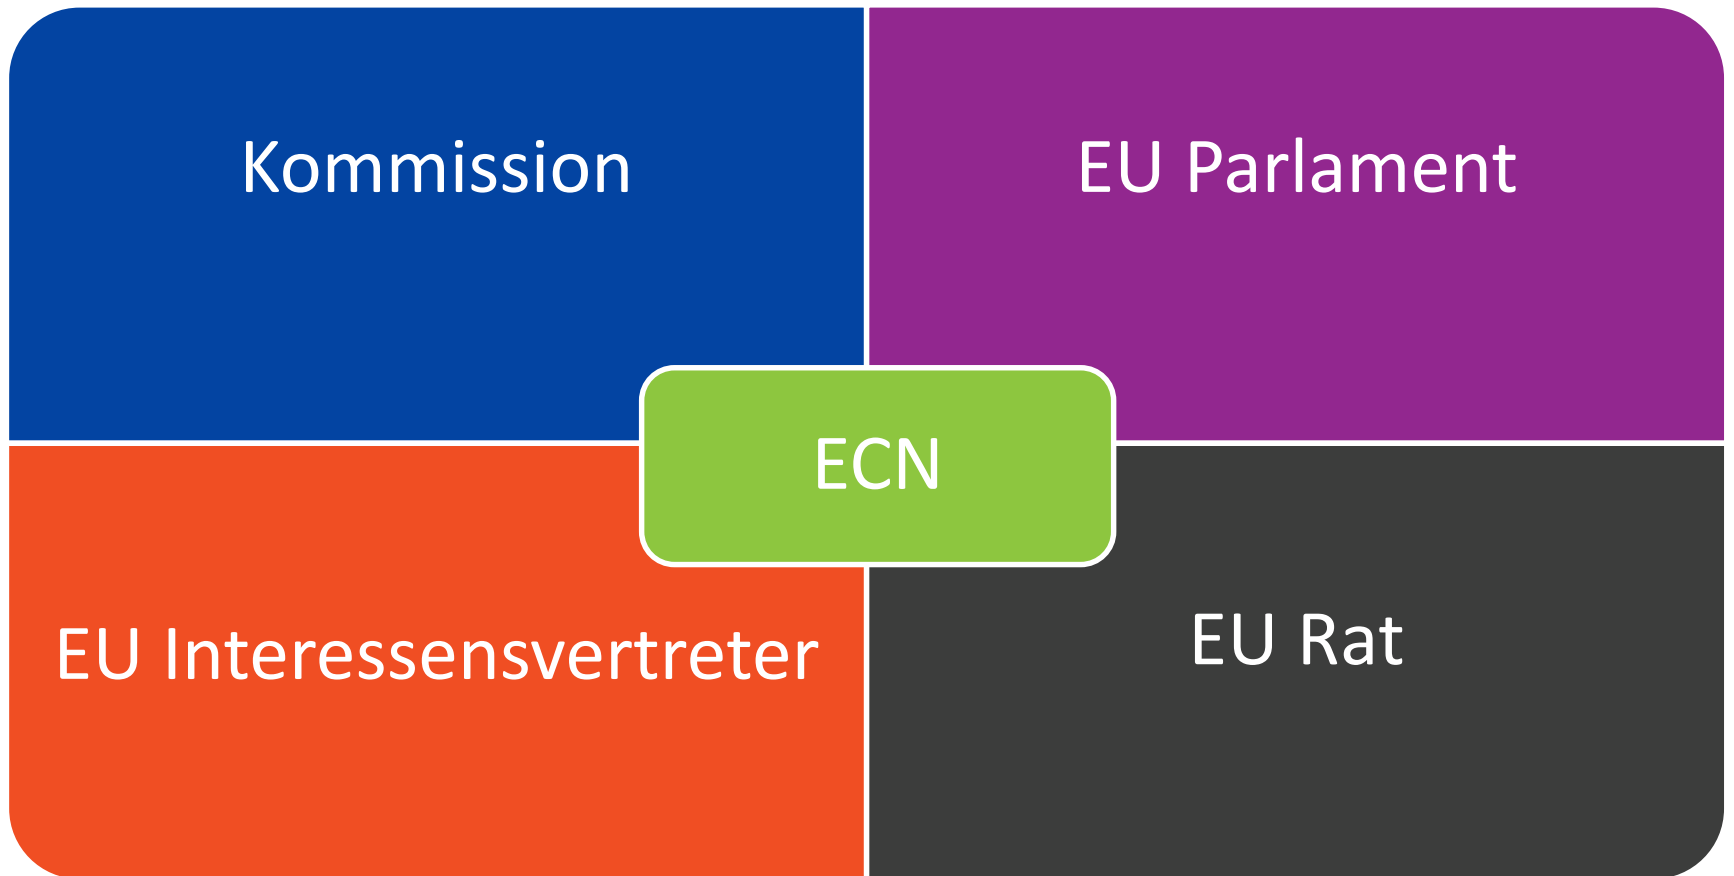 Kommission
EU Parlament
ECN
EU Interessensvertreter
EU Rat